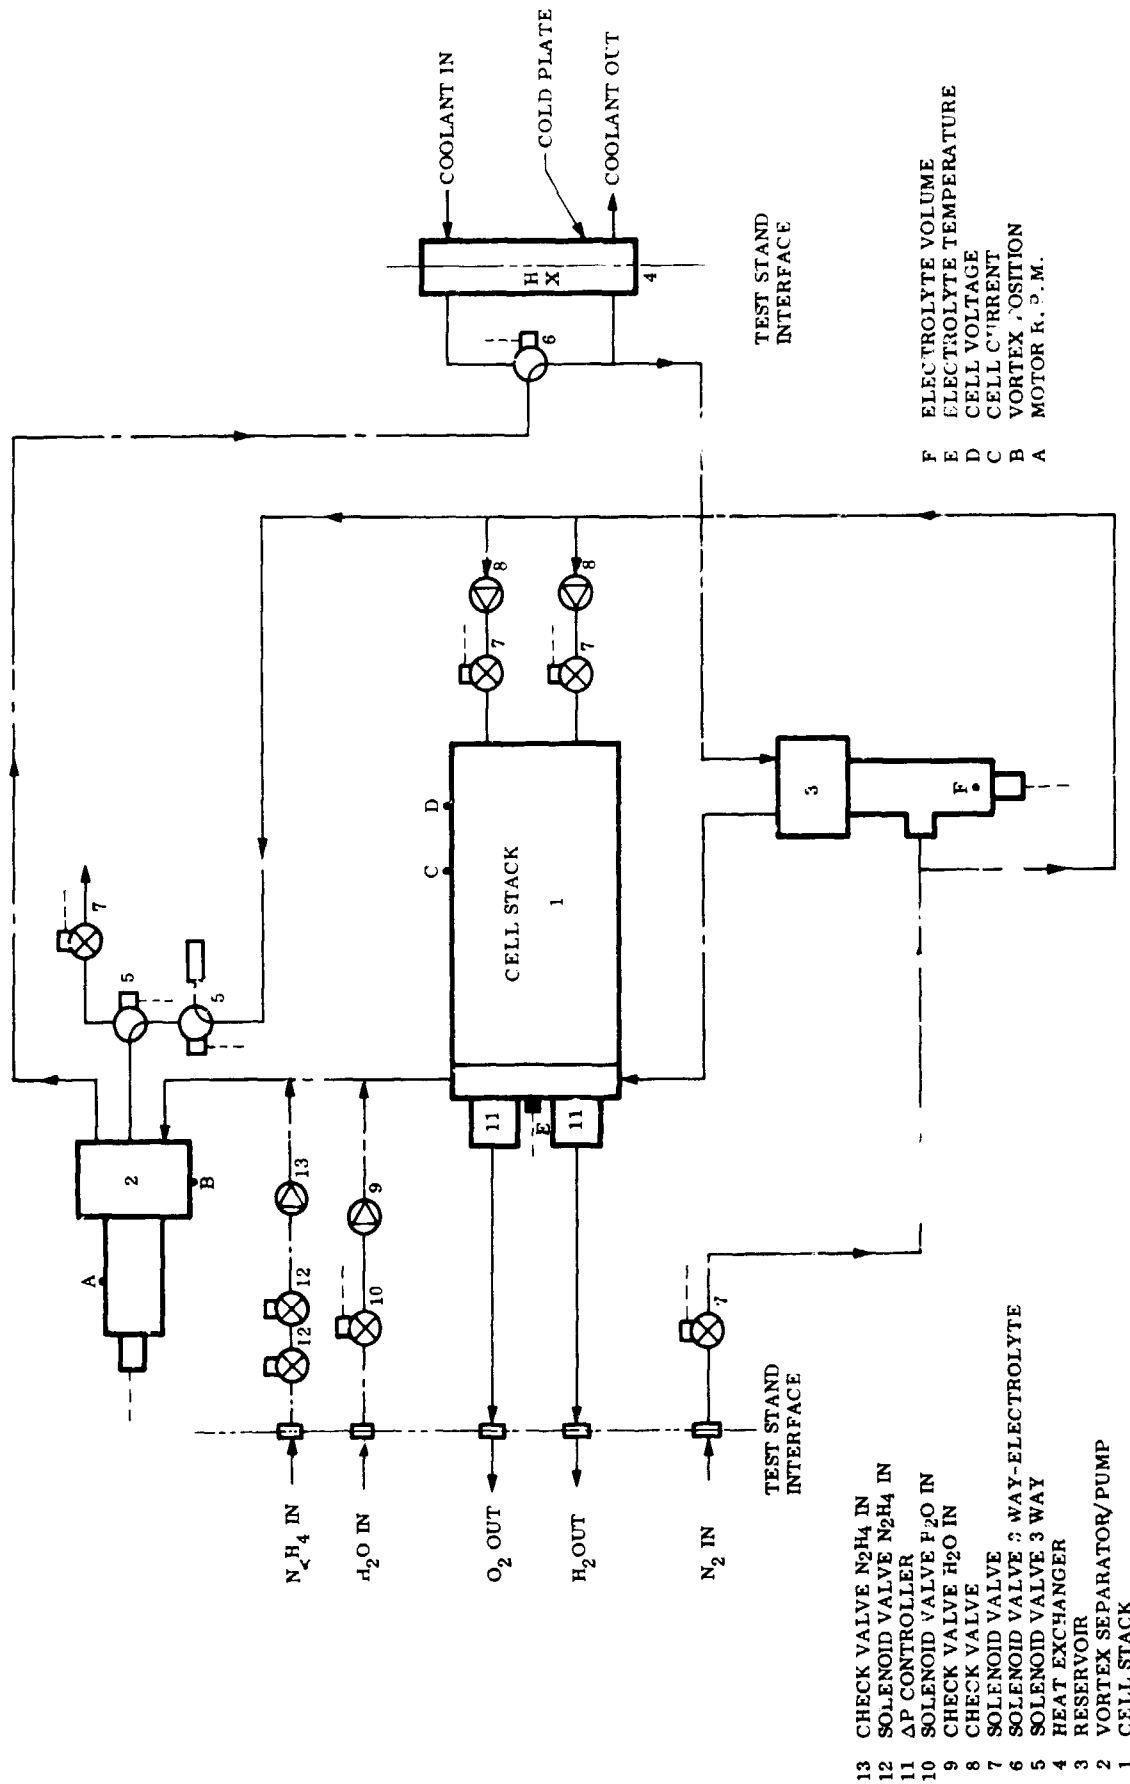 COOLANT IN
COLD PLATE
COOLANT OUT
H
X
4
6
TEST STAND
INTERFACE
F ELECTROLYTE VOLUME
E ELECTROLYTE TEMPERATURE
D CELL VOLTAGE
C CELL CURRENT
B VORTEX POSITION
A MOTOR R.P.M.
8
8
7
7
7
5
5
D
C
CELL STACK
1
3
F
11
11
E
2
B
A
13
12
12
9
10
7
TEST STAND
INTERFACE
N2H4 IN
H2O IN
O2 OUT
H2OUT
N2 IN
13 CHECK VALVE N2H4 IN
12 SOLENOID VALVE N2H4 IN
11 ΔP CONTROLLER
10 SOLENOID VALVE H2O IN
9 CHECK VALVE H2O IN
8 CHECK VALVE
7 SOLENOID VALVE
6 SOLENOID VALVE 3 WAY-ELECTROLYTE
5 SOLENOID VALVE 3 WAY
4 HEAT EXCHANGER
3 RESERVOIR
2 VORTEX SEPARATOR/PUMP
1 CELL STACK